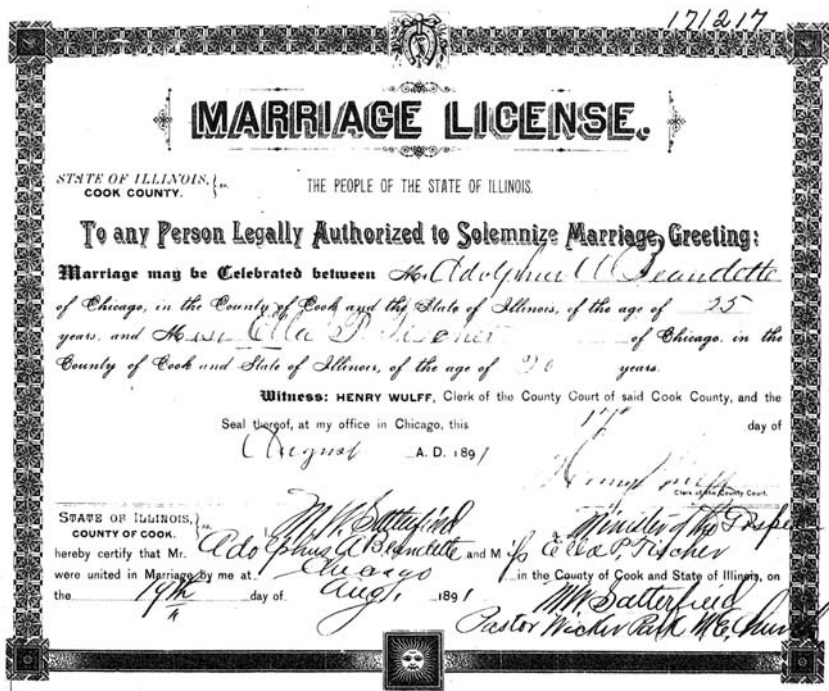 171217
MARRIAGE LICENSE.
STATE OF ILLINOIS, } ss.
COOK COUNTY.
THE PEOPLE OF THE STATE OF ILLINOIS.
To any Person Legally Authorized to Solemnize Marriage, Greeting:
Marriage may be Celebrated between Mr. Adolphus A Beaudette
of Chicago, in the County of Cook and the State of Illinois, of the age of 25
years, and Miss Ella P. Fischer of Chicago. in the
County of Cook and State of Illinois, of the age of 20 years.
Witness: HENRY WULFF, Clerk of the County Court of said Cook County, and the
Seal thereof, at my office in Chicago, this 17" day of
August A.D. 1891
Henry Wulff
Clerk of the County Court.
STATE OF ILLINOIS, } ss.
COUNTY OF COOK. I, M. W. Satterfield a Minister of the Gospel
hereby certify that Mr. Adolphus A Beaudette and Miss Ella P. Fischer
were united in Marriage by me at Chicago in the County of Cook and State of Illinois, on
the 19th day of Aug. 1891
M. W. Satterfield
Pastor Wicker Park M.E. Church